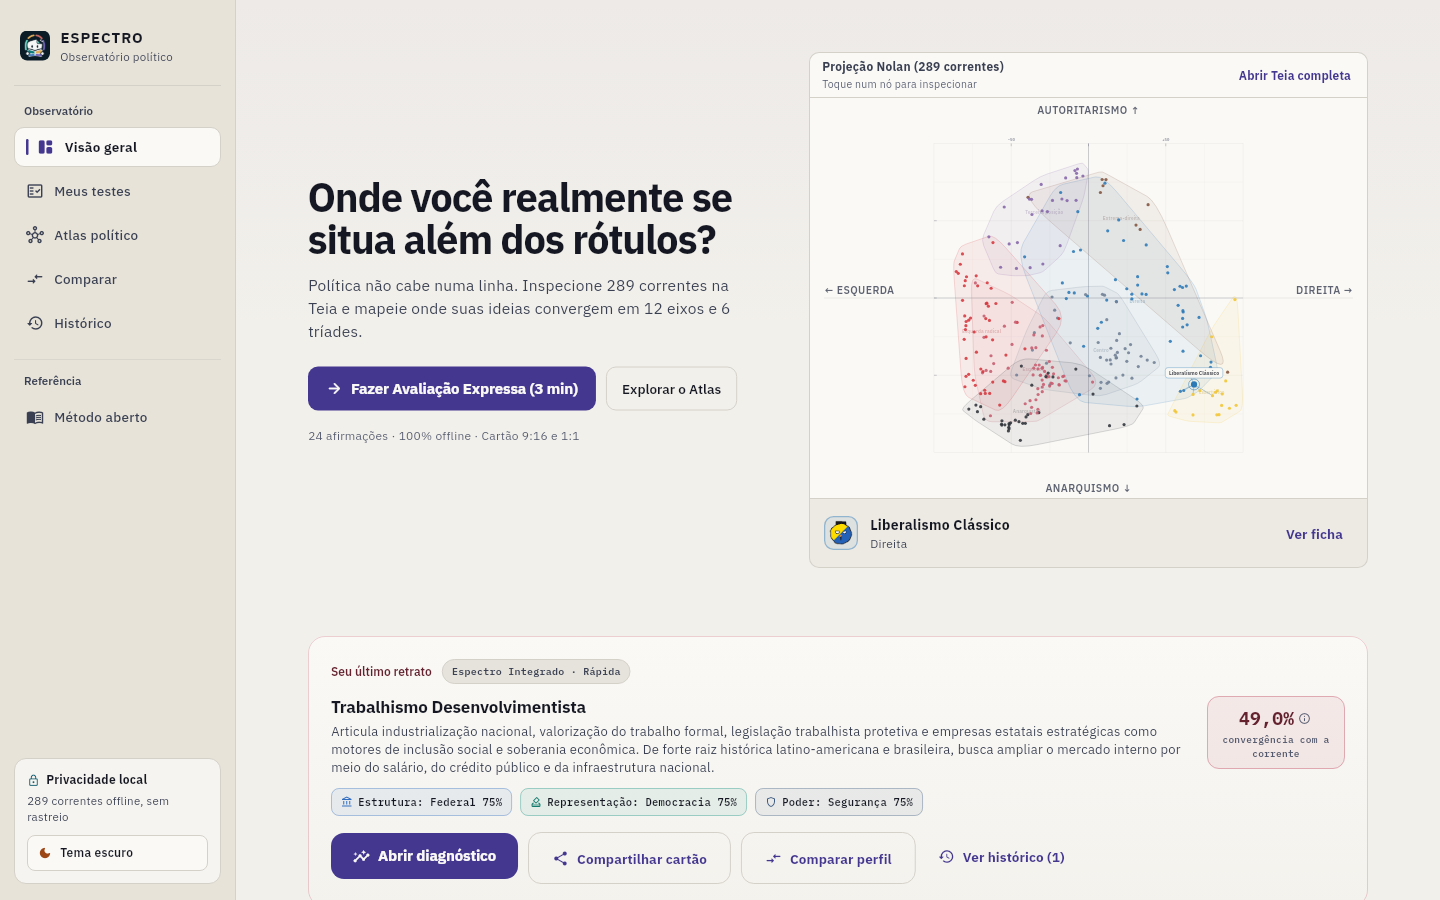 ESPECTRO
Observatório político
Observatório
Visão geral
Meus testes
Atlas político
Comparar
Histórico
Referência
Método aberto
Privacidade local
289 correntes offline, sem
rastreio
Tema escuro
Onde você realmente se
situa além dos rótulos?
Política não cabe numa linha. Inspecione 289 correntes na
Teia e mapeie onde suas ideias convergem em 12 eixos e 6
tríades.
Fazer Avaliação Expressa (3 min)
Explorar o Atlas
24 afirmações · 100% offline · Cartão 9:16 e 1:1
Projeção Nolan (289 correntes)
Toque num nó para inspecionar
Abrir Teia completa
AUTORITARISMO ↑
← ESQUERDA
DIREITA →
Liberalismo Clássico
ANARQUISMO ↓
Liberalismo Clássico
Direita
Ver ficha
Seu último retrato
Espectro Integrado · Rápida
Trabalhismo Desenvolvimentista
Articula industrialização nacional, valorização do trabalho formal, legislação trabalhista protetiva e empresas estatais estratégicas como
motores de inclusão social e soberania econômica. De forte raiz histórica latino-americana e brasileira, busca ampliar o mercado interno por
meio do salário, do crédito público e da infraestrutura nacional.
49,0%
convergência com a
corrente
Estrutura: Federal 75%
Representação: Democracia 75%
Poder: Segurança 75%
Abrir diagnóstico
Compartilhar cartão
Comparar perfil
Ver histórico (1)